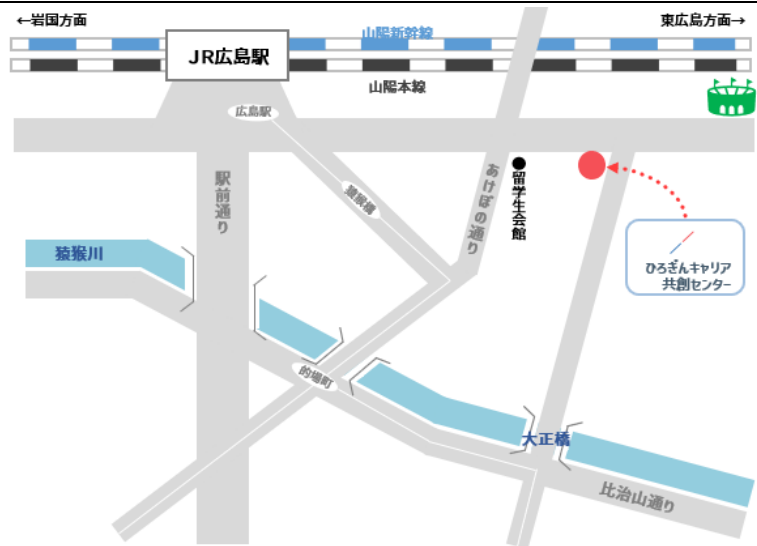 ←岩国方面
東広島方面→
山陽新幹線
JR広島駅
山陽本線
広島駅
猿猴橋
駅前通り
あけぼの通り
●留学生会館
猿猴川
ひろぎんキャリア
共創センター
的場町
大正橋
比治山通り